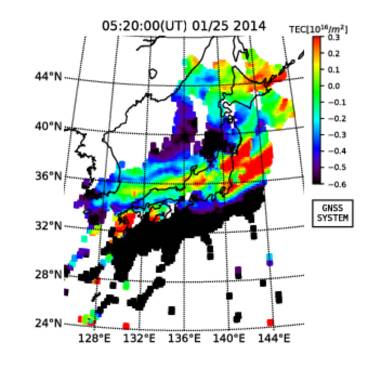 05:20:00(UT) 01/25 2014
TEC[10¹⁶/m²]
0.3
0.2
0.1
0.0
−0.1
−0.2
−0.3
−0.4
−0.5
−0.6
GNSS
SYSTEM
44°N
40°N
36°N
32°N
28°N
24°N
128°E 132°E 136°E 140°E 144°E